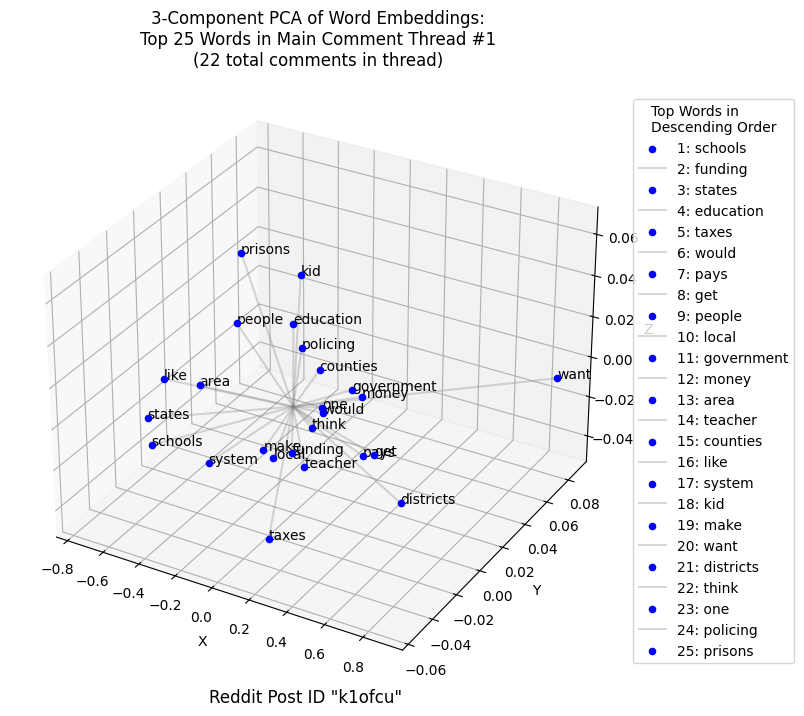 3-Component PCA of Word Embeddings:
Top 25 Words in Main Comment Thread #1
(22 total comments in thread)
Top Words in
Descending Order
1: schools
2: funding
3: states
4: education
5: taxes
6: would
7: pays
8: get
9: people
10: local
11: government
12: money
13: area
14: teacher
15: counties
16: like
17: system
18: kid
19: make
20: want
21: districts
22: think
23: one
24: policing
25: prisons
prisons
kid
people
education
policing
counties
like
area
government
money
want
one
would
states
think
schools
make
funding
local
pays
get
system
teacher
districts
taxes
0.06
0.04
0.02
0.00
−0.02
−0.04
Z
0.08
0.06
0.04
0.02
0.00
−0.02
−0.04
−0.06
Y
−0.8
−0.6
−0.4
−0.2
0.0
0.2
0.4
0.6
0.8
X
Reddit Post ID "k1ofcu"